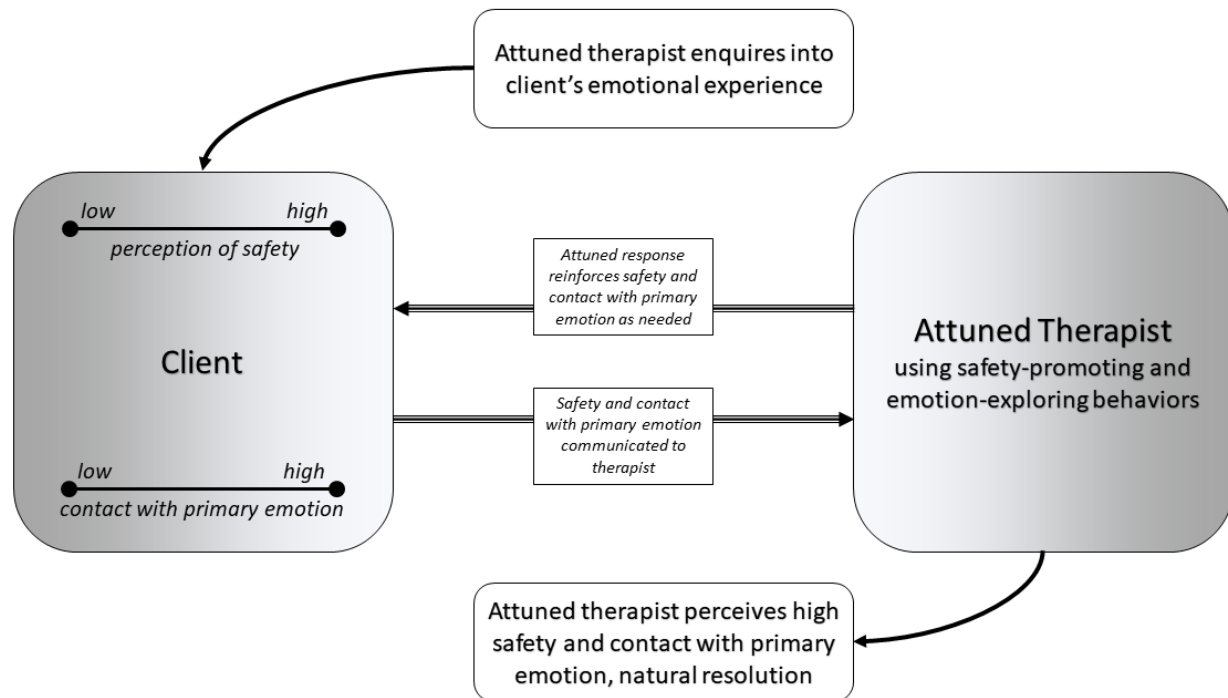 Attuned therapist enquires into
client's emotional experience
low high
perception of safety
Client
low high
contact with primary emotion
Attuned response
reinforces safety and
contact with primary
emotion as needed
Safety and contact
with primary emotion
communicated to
therapist
Attuned Therapist
using safety-promoting and
emotion-exploring behaviors
Attuned therapist perceives high
safety and contact with primary
emotion, natural resolution